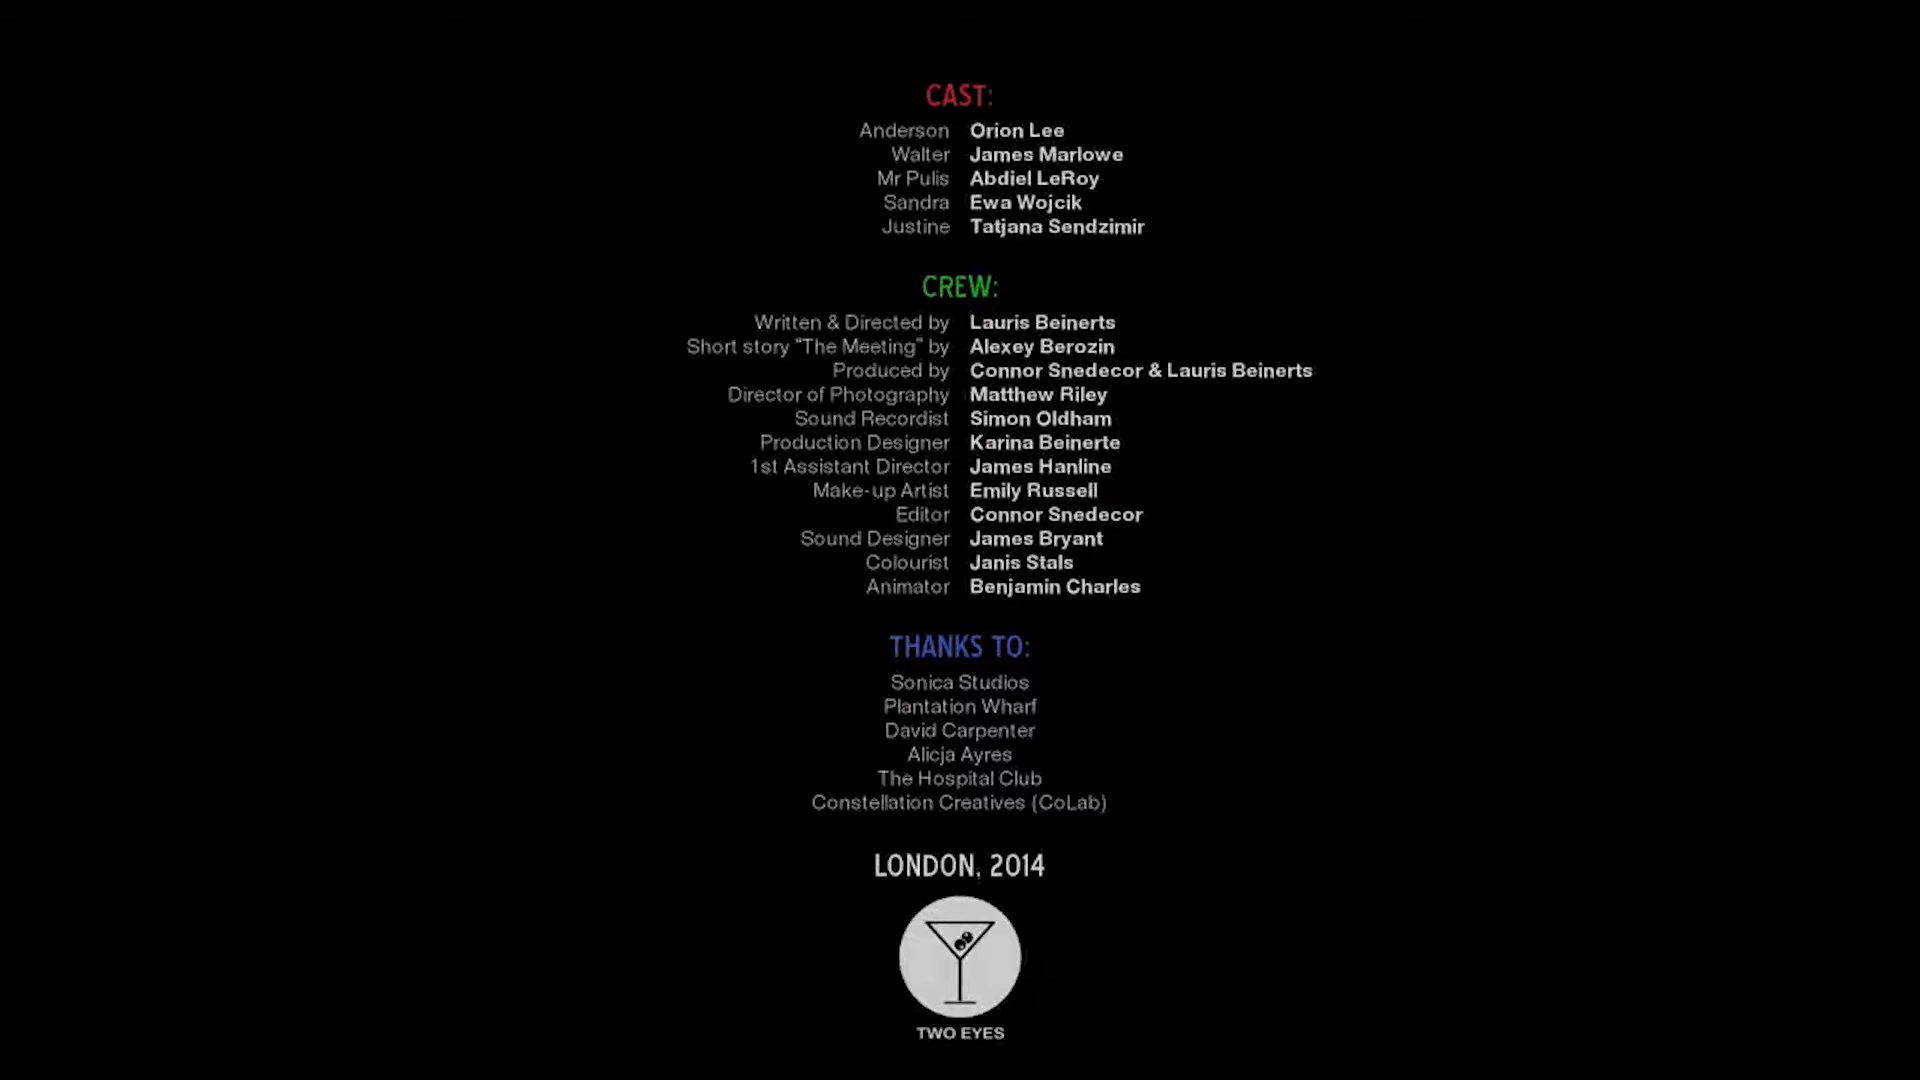 CAST:
Anderson Orion Lee
Walter James Marlowe
Mr Pulis Abdiel LeRoy
Sandra Ewa Wojcik
Justine Tatjana Sendzimir
CREW:
Written & Directed by Lauris Beinerts
Short story “The Meeting” by Alexey Berozin
Produced by Connor Snedecor & Lauris Beinerts
Director of Photography Matthew Riley
Sound Recordist Simon Oldham
Production Designer Karina Beinerte
1st Assistant Director James Hanline
Make-up Artist Emily Russell
Editor Connor Snedecor
Sound Designer James Bryant
Colourist Janis Stals
Animator Benjamin Charles
THANKS TO:
Sonica Studios
Plantation Wharf
David Carpenter
Alicja Ayres
The Hospital Club
Constellation Creatives (CoLab)
LONDON, 2014
TWO EYES